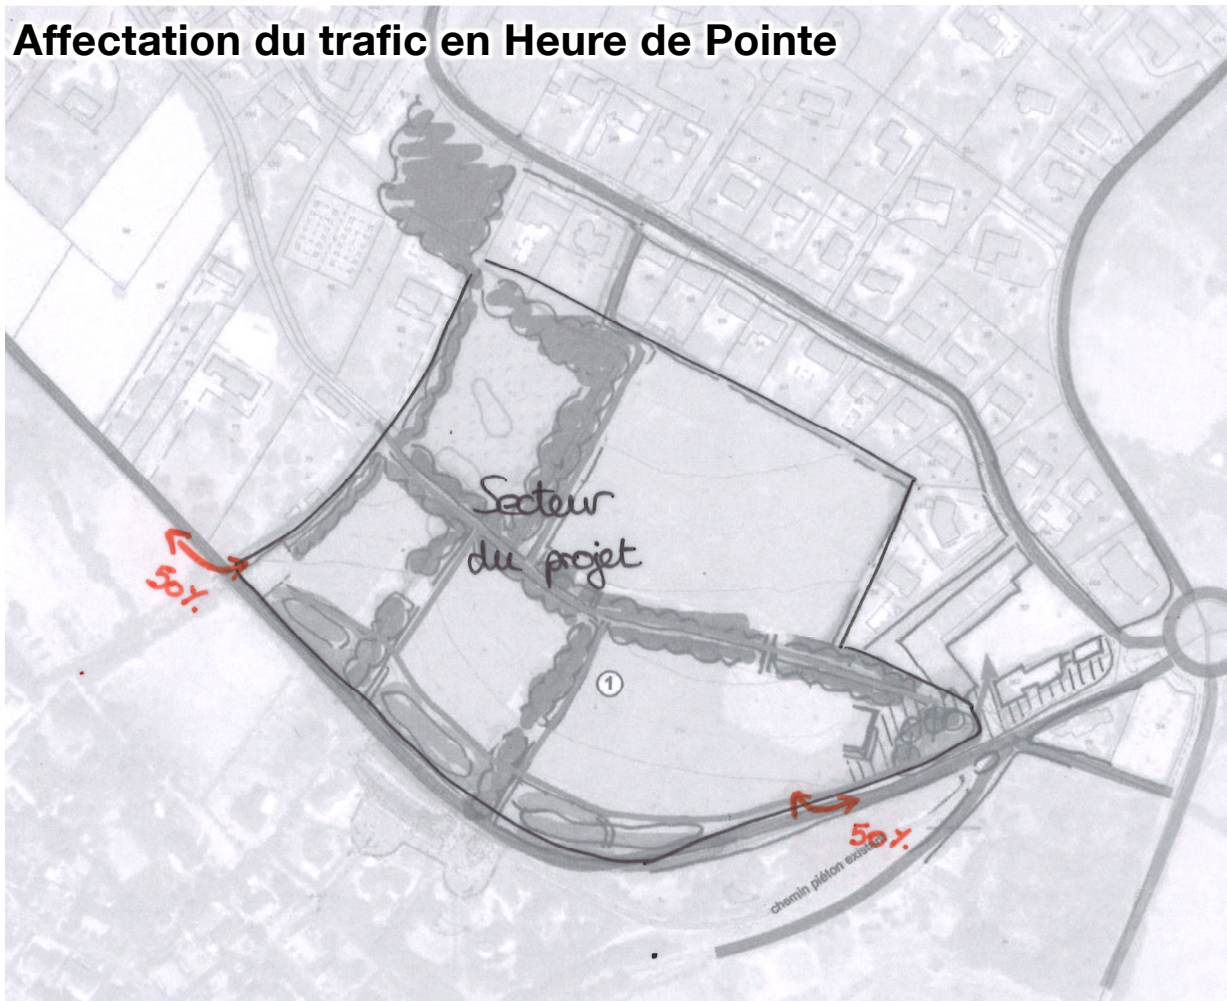 Affectation du trafic en Heure de Pointe
Secteur
du projet
50%
1
50%
chemin piéton existant